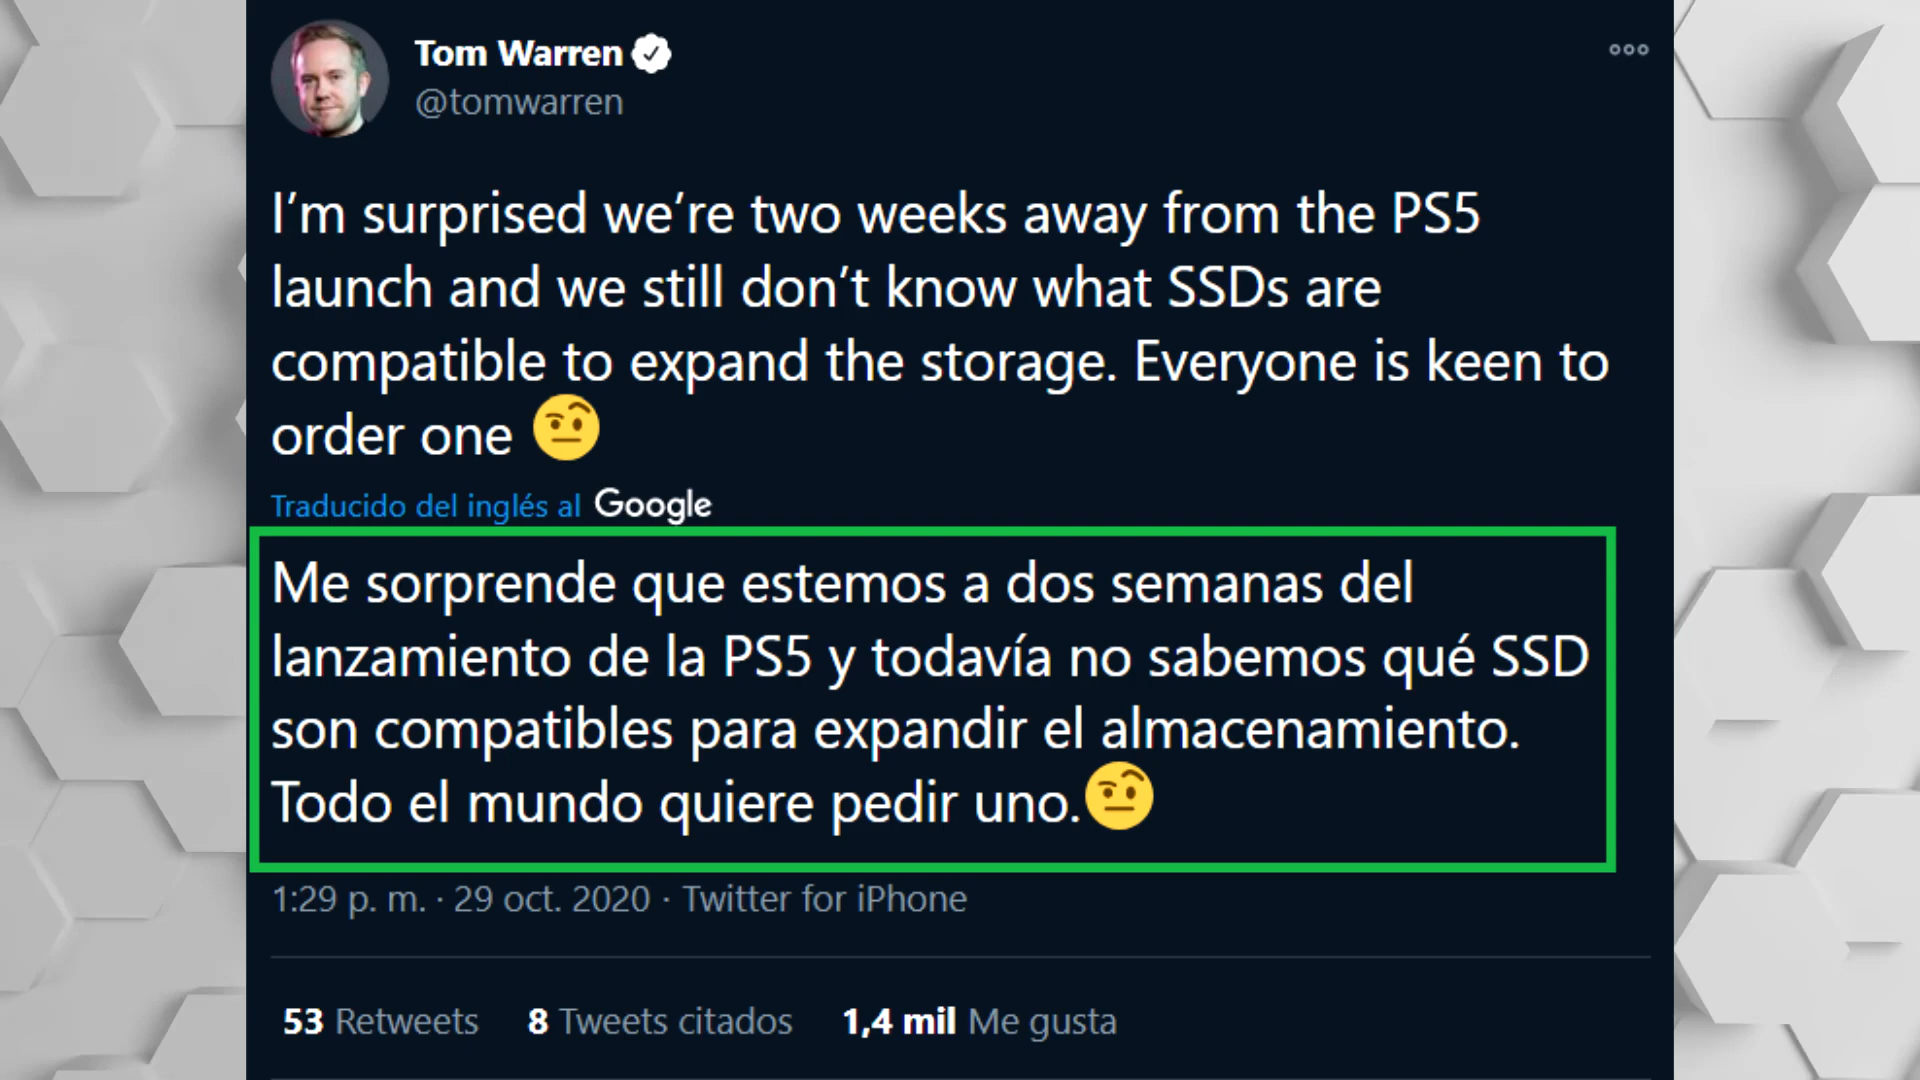 Tom Warren
@tomwarren
I’m surprised we’re two weeks away from the PS5
launch and we still don’t know what SSDs are
compatible to expand the storage. Everyone is keen to
order one 🤨
Traducido del inglés al Google
Me sorprende que estemos a dos semanas del
lanzamiento de la PS5 y todavía no sabemos qué SSD
son compatibles para expandir el almacenamiento.
Todo el mundo quiere pedir uno.🤨
1:29 p. m. · 29 oct. 2020 · Twitter for iPhone
53 Retweets 8 Tweets citados 1,4 mil Me gusta